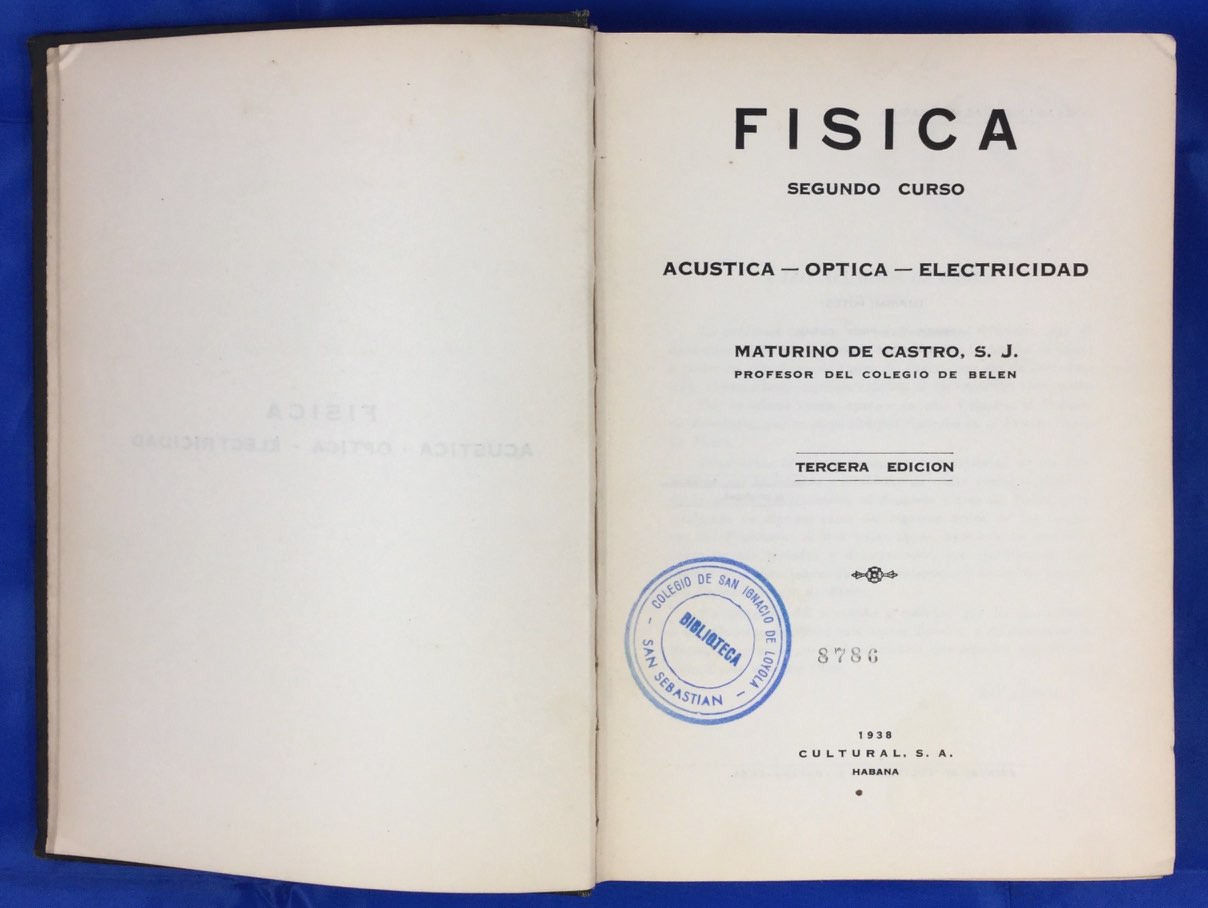 FISICA
SEGUNDO CURSO
ACUSTICA — OPTICA — ELECTRICIDAD
MATURINO DE CASTRO, S. J.
PROFESOR DEL COLEGIO DE BELEN
TERCERA EDICION
COLEGIO DE SAN IGNACIO DE LOYOLA
BIBLIOTECA
SAN SEBASTIAN
8786
1938
CULTURAL, S. A.
HABANA